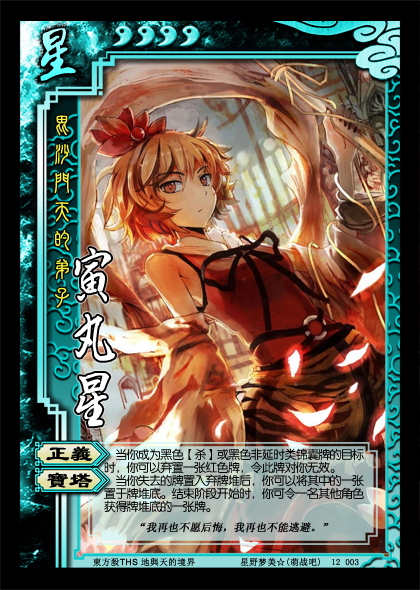 星
毘沙門天的弟子
寅丸星
正義
当你成为黑色【杀】或黑色非延时类锦囊牌的目标
时，你可以弃置一张红色牌，令此牌对你无效。
寶塔
当你失去的牌置入弃牌堆后，你可以将其中的一张
置于牌堆底。结束阶段开始时，你可令一名其他角色
获得牌堆底的一张牌。
“我再也不愿后悔，我再也不能逃避。”
東方殺THS 地與天的境界
星野梦美☆(萌战吧) 12 003